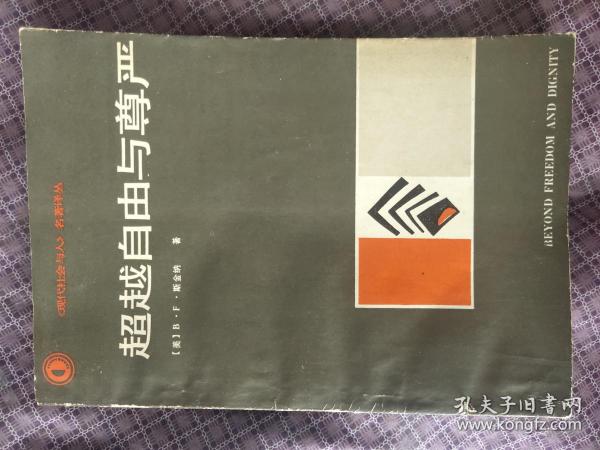 《现代社会与人》名著译丛
超越自由与尊严
【美】B·F·斯金纳 著
BEYOND FREEDOM AND DIGNITY
孔夫子旧书网
www.kongfz.com